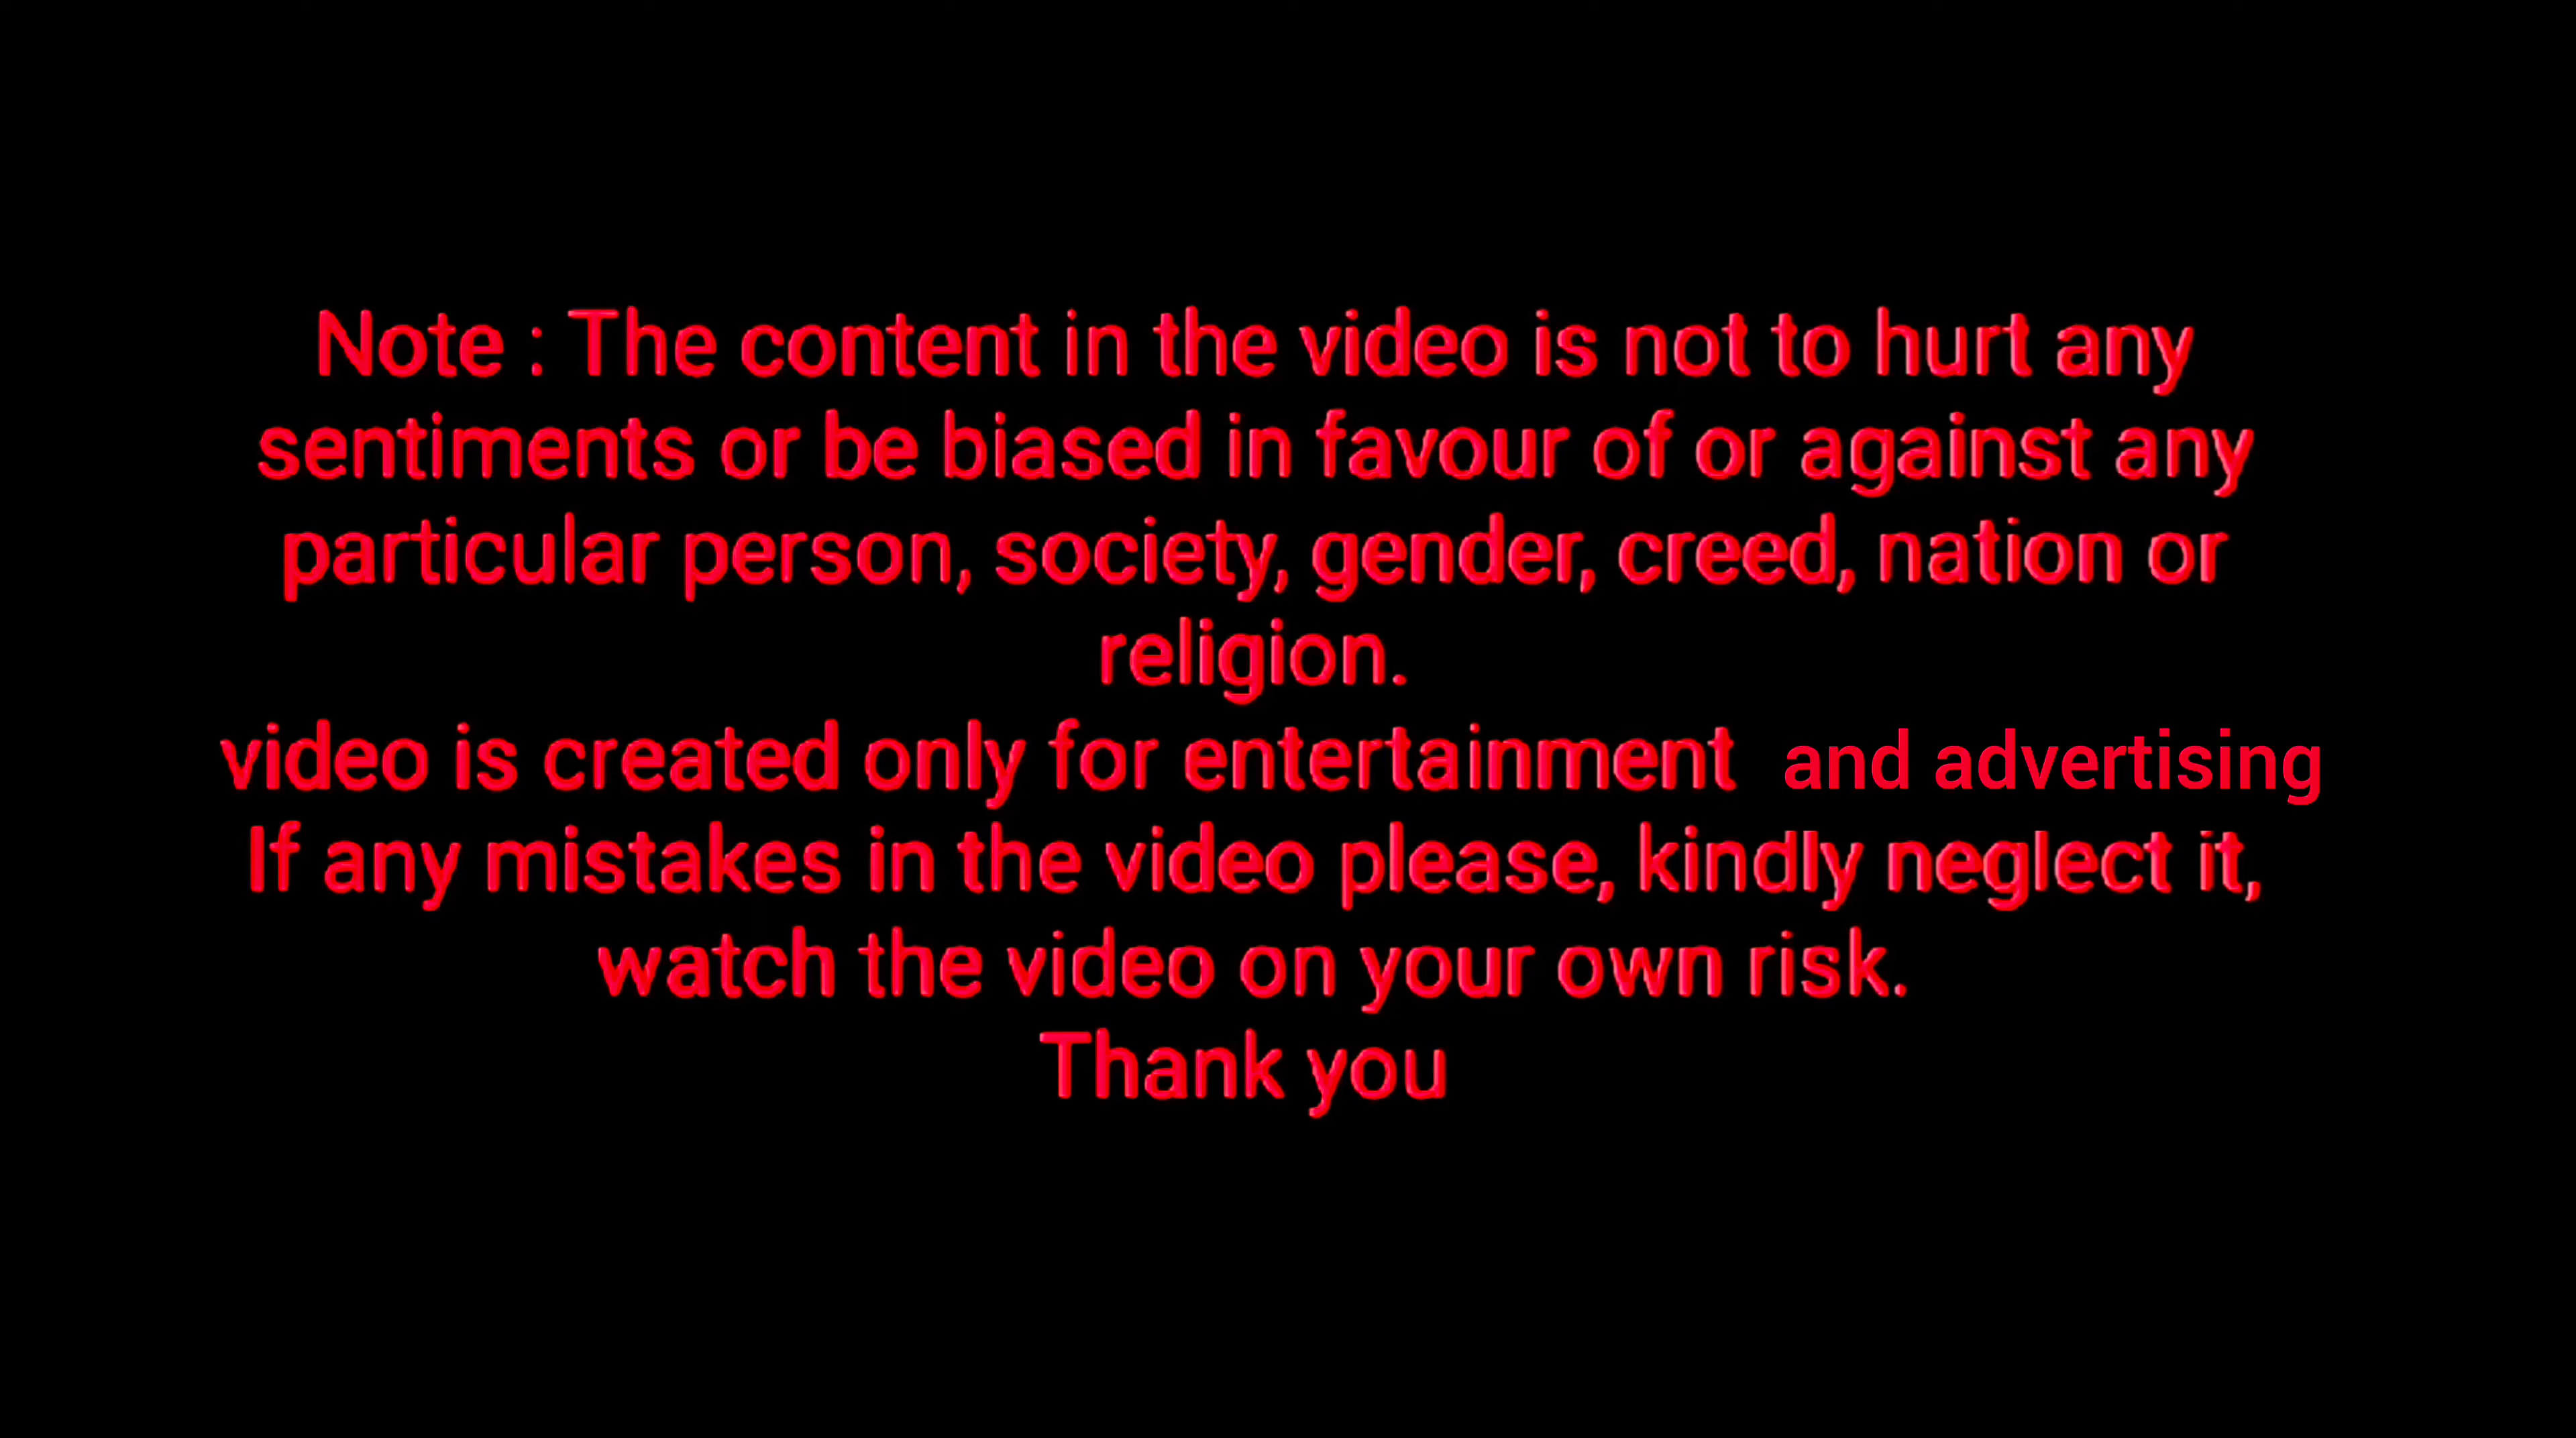 Note : The content in the video is not to hurt any
sentiments or be biased in favour of or against any
particular person, society, gender, creed, nation or
religion.
video is created only for entertainment and advertising
If any mistakes in the video please, kindly neglect it,
watch the video on your own risk.
Thank you